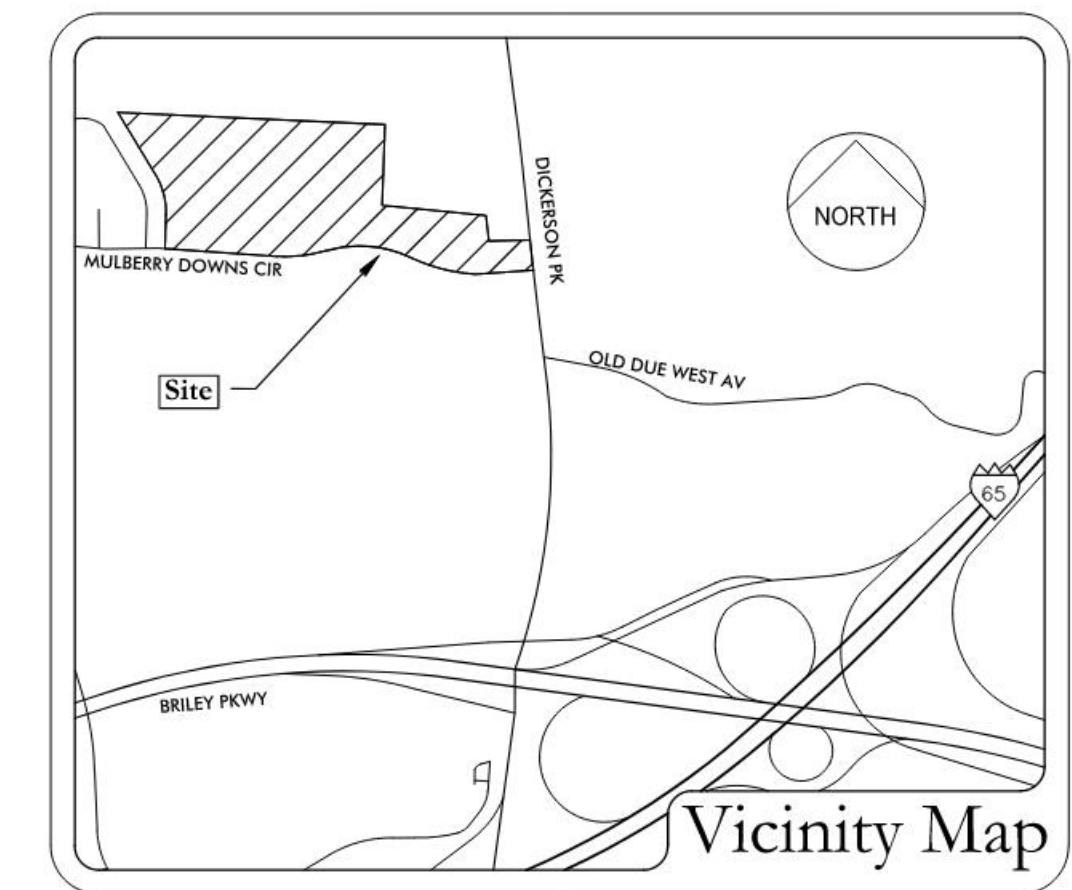 DICKERSON PK
NORTH
MULBERRY DOWNS CIR
Site
OLD DUE WEST AV
65
BRILEY PKWY
Vicinity Map